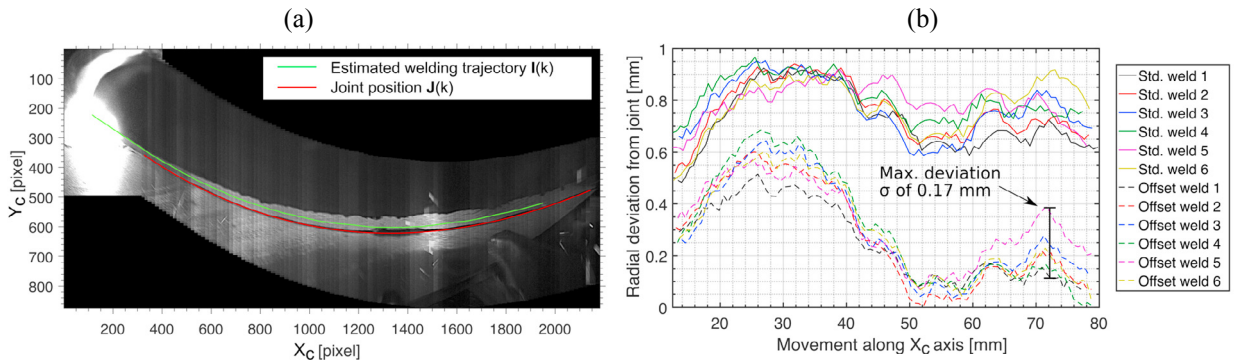 (a)
(b)
Estimated welding trajectory I(k)
Joint position J(k)
100
200
300
400
500
600
700
800
Y_C [pixel]
200 400 600 800 1000 1200 1400 1600 1800 2000
X_C [pixel]
1
0.8
0.6
0.4
0.2
0
Radial deviation from joint [mm]
Max. deviation
σ of 0.17 mm
20 30 40 50 60 70 80
Movement along X_C axis [mm]
Std. weld 1
Std. weld 2
Std. weld 3
Std. weld 4
Std. weld 5
Std. weld 6
Offset weld 1
Offset weld 2
Offset weld 3
Offset weld 4
Offset weld 5
Offset weld 6